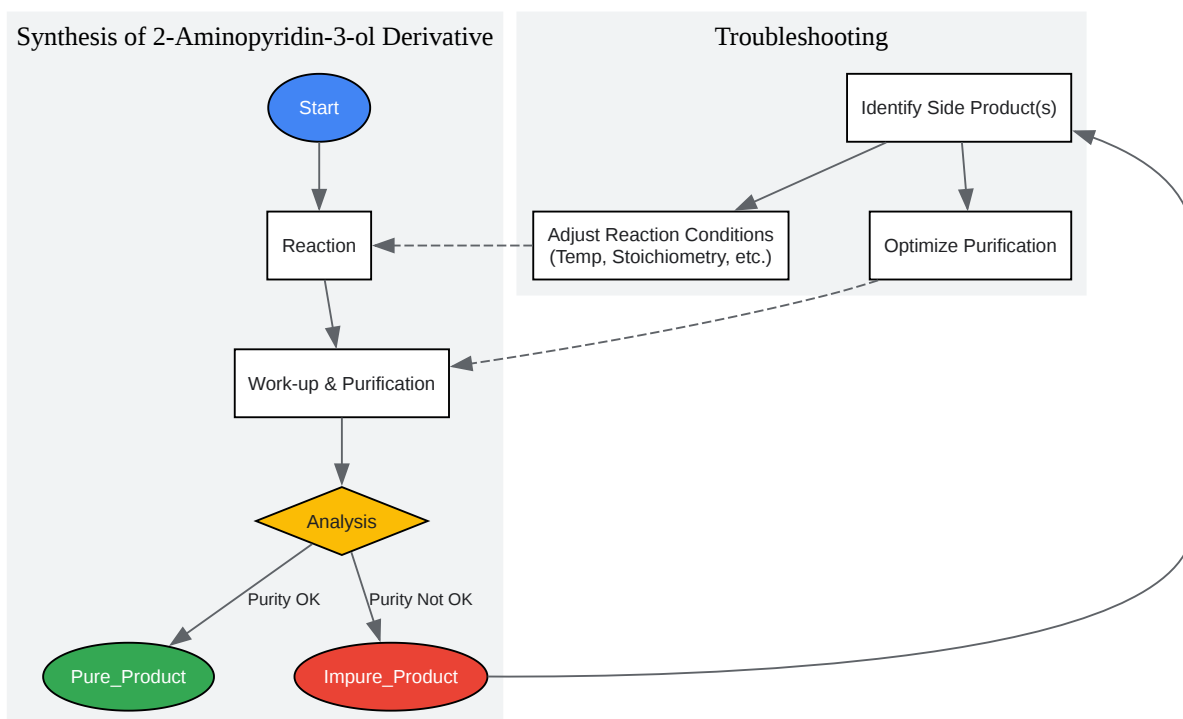 Synthesis of 2-Aminopyridin-3-ol Derivative
Start
Reaction
Work-up & Purification
Analysis
Purity OK
Purity Not OK
Pure_Product
Impure_Product
Troubleshooting
Identify Side Product(s)
Adjust Reaction Conditions
(Temp, Stoichiometry, etc.)
Optimize Purification